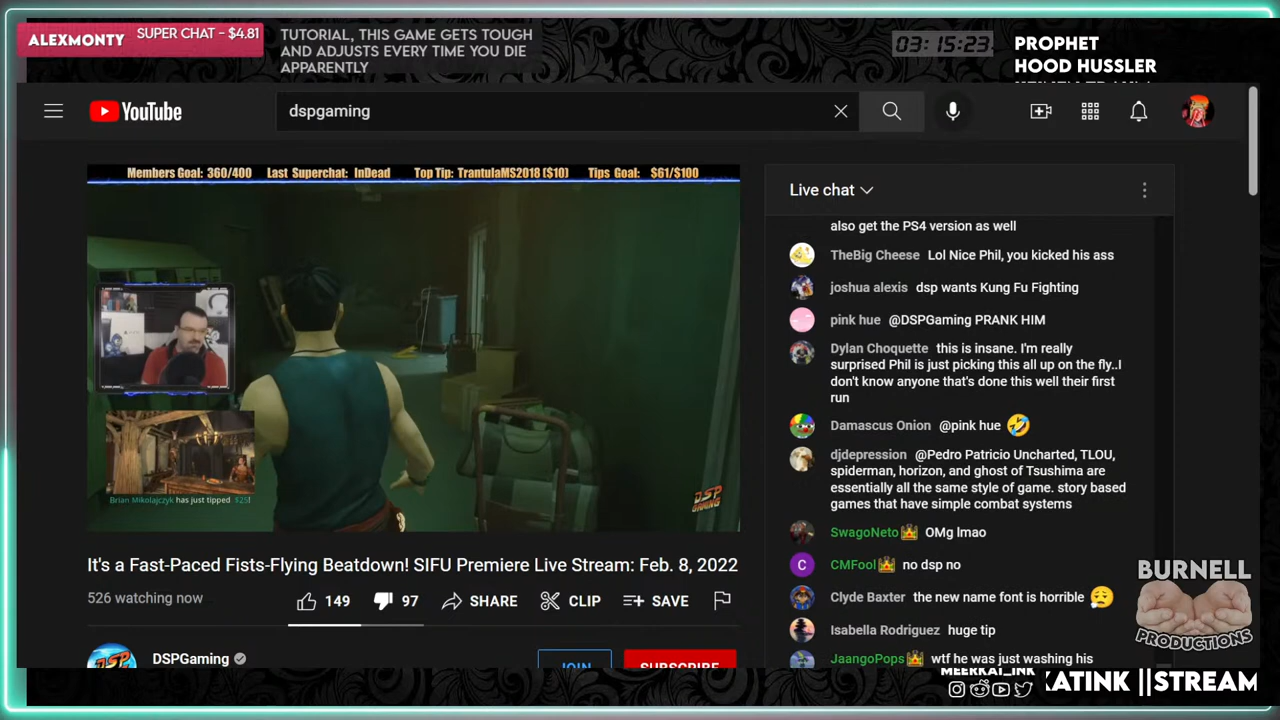 ALEXMONTY
SUPER CHAT - $4.81
TUTORIAL, THIS GAME GETS TOUGH
AND ADJUSTS EVERY TIME YOU DIE
APPARENTLY
03:15:23
PROPHET
HOOD HUSSLER
YouTube
dspgaming
Members Goal: 360/400 Last Superchat: InDead Top Tip: TrantulaMS2018 ($10) Tips Goal: $61/$100
Brian Mikolajczyk has just tipped $25!
DSP
GAMING
It's a Fast-Paced Fists-Flying Beatdown! SIFU Premiere Live Stream: Feb. 8, 2022
526 watching now
149
97
SHARE
CLIP
SAVE
DSPGaming
JOIN
SUBSCRIBE
Live chat
also get the PS4 version as well
TheBig Cheese Lol Nice Phil, you kicked his ass
joshua alexis dsp wants Kung Fu Fighting
pink hue @DSPGaming PRANK HIM
Dylan Choquette this is insane. I'm really
surprised Phil is just picking this all up on the fly..I
don't know anyone that's done this well their first
run
Damascus Onion @pink hue 🤣
djdepression @Pedro Patricio Uncharted, TLOU,
spiderman, horizon, and ghost of Tsushima are
essentially all the same style of game. story based
games that have simple combat systems
SwagoNeto OMg lmao
C
CMFool no dsp no
Clyde Baxter the new name font is horrible 😮‍💨
Isabella Rodriguez huge tip
JaangoPops wtf he was just washing his
BURNELL
PRODUCTIONS
MEERKAT_INK
KATINK ||STREAM